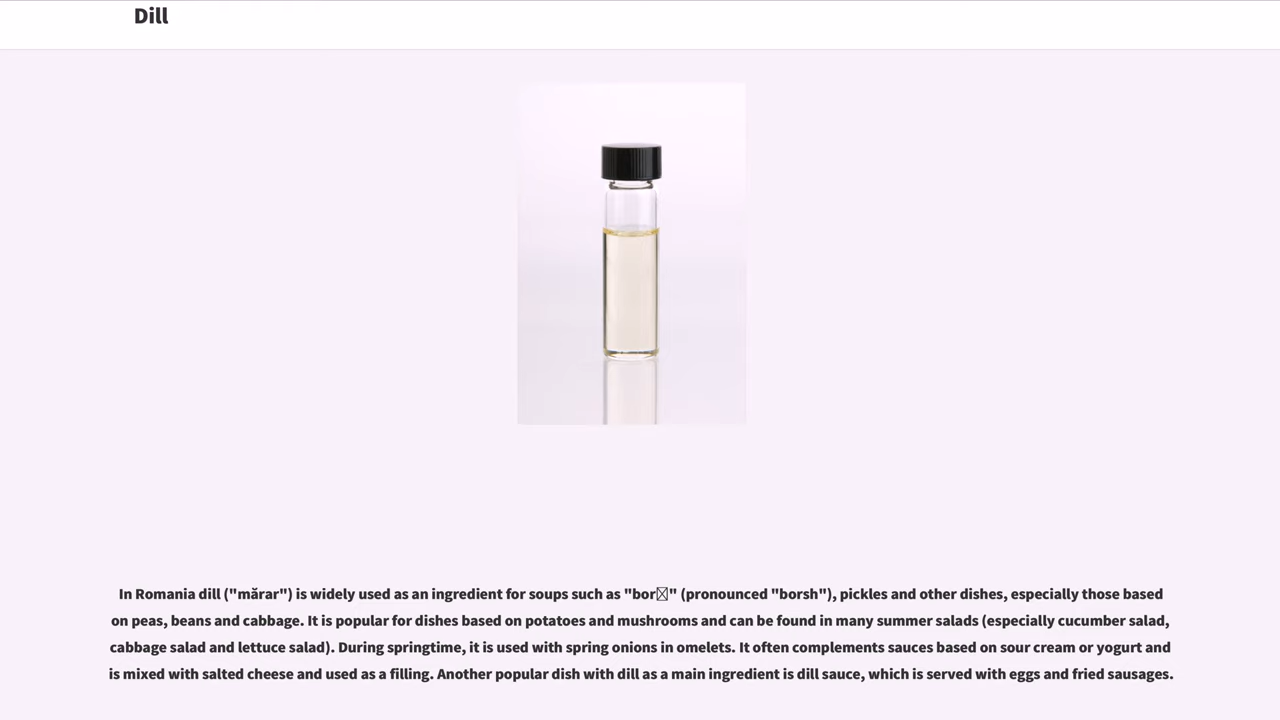 Dill
In Romania dill ("mărar") is widely used as an ingredient for soups such as "bor□" (pronounced "borsh"), pickles and other dishes, especially those based
on peas, beans and cabbage. It is popular for dishes based on potatoes and mushrooms and can be found in many summer salads (especially cucumber salad,
cabbage salad and lettuce salad). During springtime, it is used with spring onions in omelets. It often complements sauces based on sour cream or yogurt and
is mixed with salted cheese and used as a filling. Another popular dish with dill as a main ingredient is dill sauce, which is served with eggs and fried sausages.